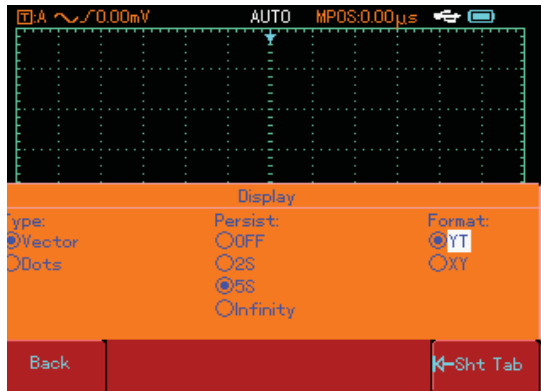 T:A 0.00mV AUTO MPOS:0.00μs
Display
Type: Persist: Format:
Vector OFF YT
Dots 2S XY
5S
Infinity
Back Sht Tab